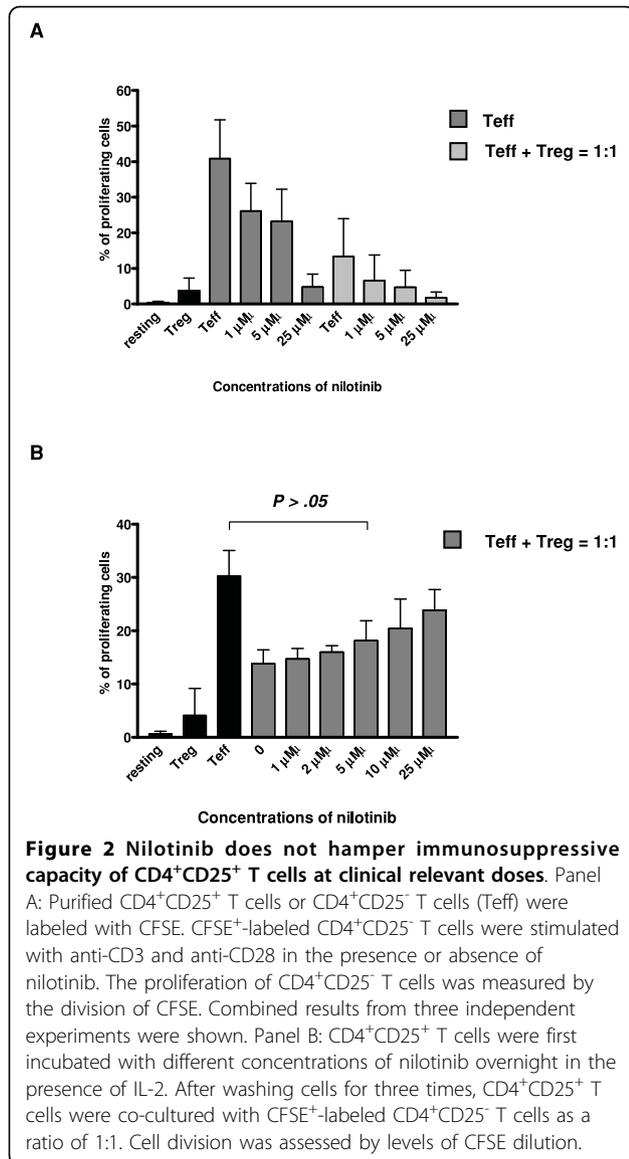 A
% of proliferating cells
60
50
40
30
20
10
0
Teff
Teff + Treg = 1:1
resting
Treg
Teff
1 μM
5 μM
25 μM
Teff
1 μM
5 μM
25 μM
Concentrations of nilotinib
B
P > .05
% of proliferating cells
40
30
20
10
0
Teff + Treg = 1:1
resting
Treg
Teff
0
1 μM
2 μM
5 μM
10 μM
25 μM
Concentrations of nilotinib
Figure 2 Nilotinib does not hamper immunosuppressive
capacity of CD4⁺CD25⁺ T cells at clinical relevant doses. Panel
A: Purified CD4⁺CD25⁺ T cells or CD4⁺CD25⁻ T cells (Teff) were
labeled with CFSE. CFSE⁺-labeled CD4⁺CD25⁻ T cells were stimulated
with anti-CD3 and anti-CD28 in the presence or absence of
nilotinib. The proliferation of CD4⁺CD25⁻ T cells was measured by
the division of CFSE. Combined results from three independent
experiments were shown. Panel B: CD4⁺CD25⁺ T cells were first
incubated with different concentrations of nilotinib overnight in the
presence of IL-2. After washing cells for three times, CD4⁺CD25⁺ T
cells were co-cultured with CFSE⁺-labeled CD4⁺CD25⁻ T cells as a
ratio of 1:1. Cell division was assessed by levels of CFSE dilution.